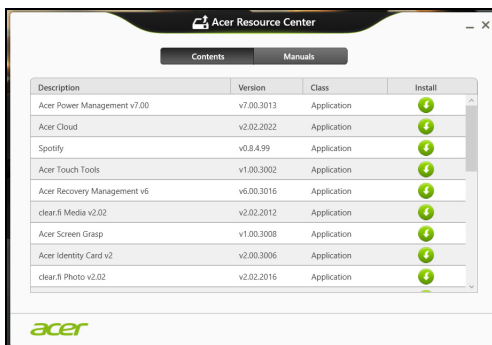 Acer Resource Center
Contents Manuals
Description Version Class Install
Acer Power Management v7.00 v7.00.3013 Application
Acer Cloud v2.02.2022 Application
Spotify v0.8.4.99 Application
Acer Touch Tools v1.00.3002 Application
Acer Recovery Management v6 v6.00.3016 Application
clear.fi Media v2.02 v2.02.2012 Application
Acer Screen Grasp v1.00.3008 Application
Acer Identity Card v2 v2.00.3006 Application
clear.fi Photo v2.02 v2.02.2016 Application
acer